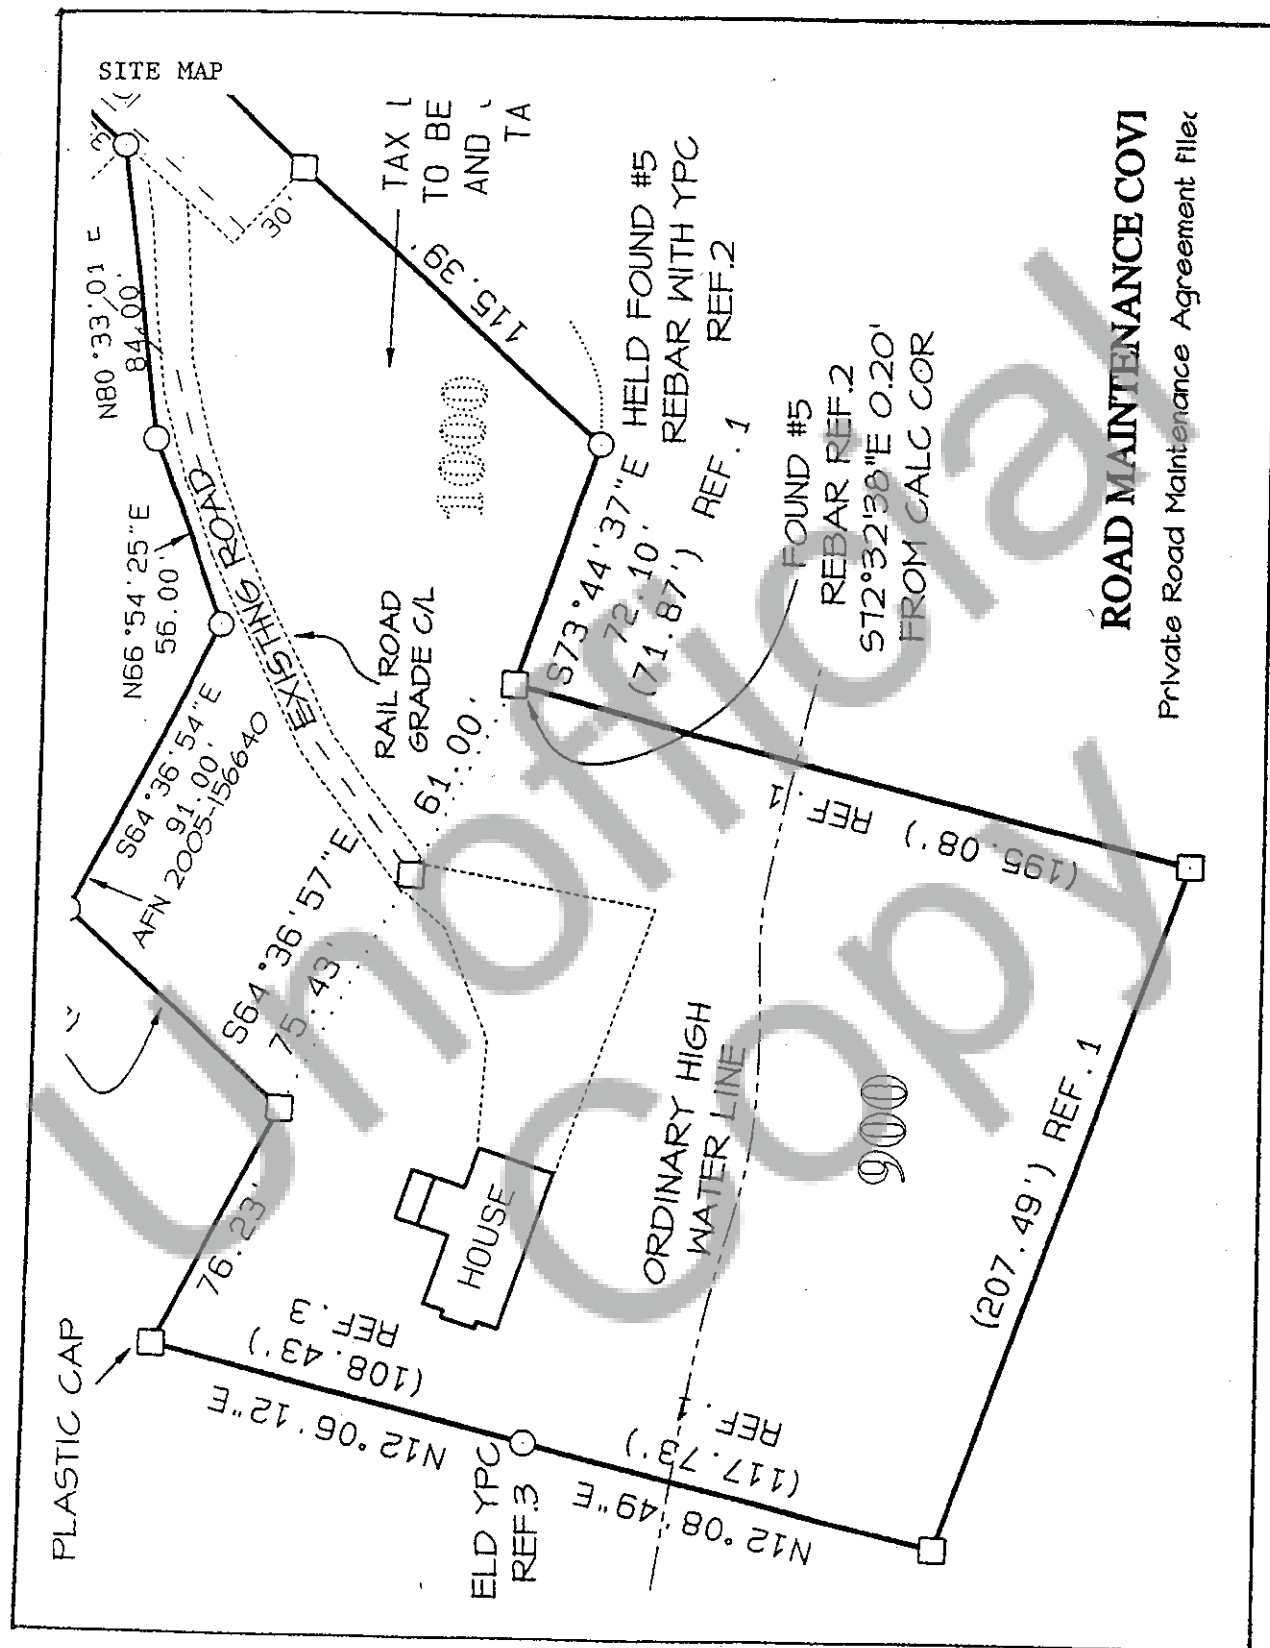 SITE MAP
TAX
TO BE
AND
TA
30'
N80°33'01 E
84.00'
115.39'
HELD FOUND #5
REBAR WITH YPC
REF.2
1000
N66°54'25"E
56.00'
EXISTING ROAD
RAIL ROAD
GRADE C/L
S73°44'37"E
72.10'
(71.87') REF.1
FOUND #5
REBAR REF.2
S12°32'38"E 0.20'
FROM CALC COR
ROAD MAINTENANCE COV
Private Road Maintenance Agreement filed
S64°36'54"E
91.00'
AFN 2005-156640
61.00'
S64°36'57"E
75.43'
(195.08')
REF.1
76.23'
HOUSE
ORDINARY HIGH
WATER LINE
900
(207.49') REF.1
PLASTIC CAP
N12°06'12"E
(108.43')
REF.3
ELD YPC
REF.3
N12°08'49"E
(117.73')
REF.1
Unofficial
Copy